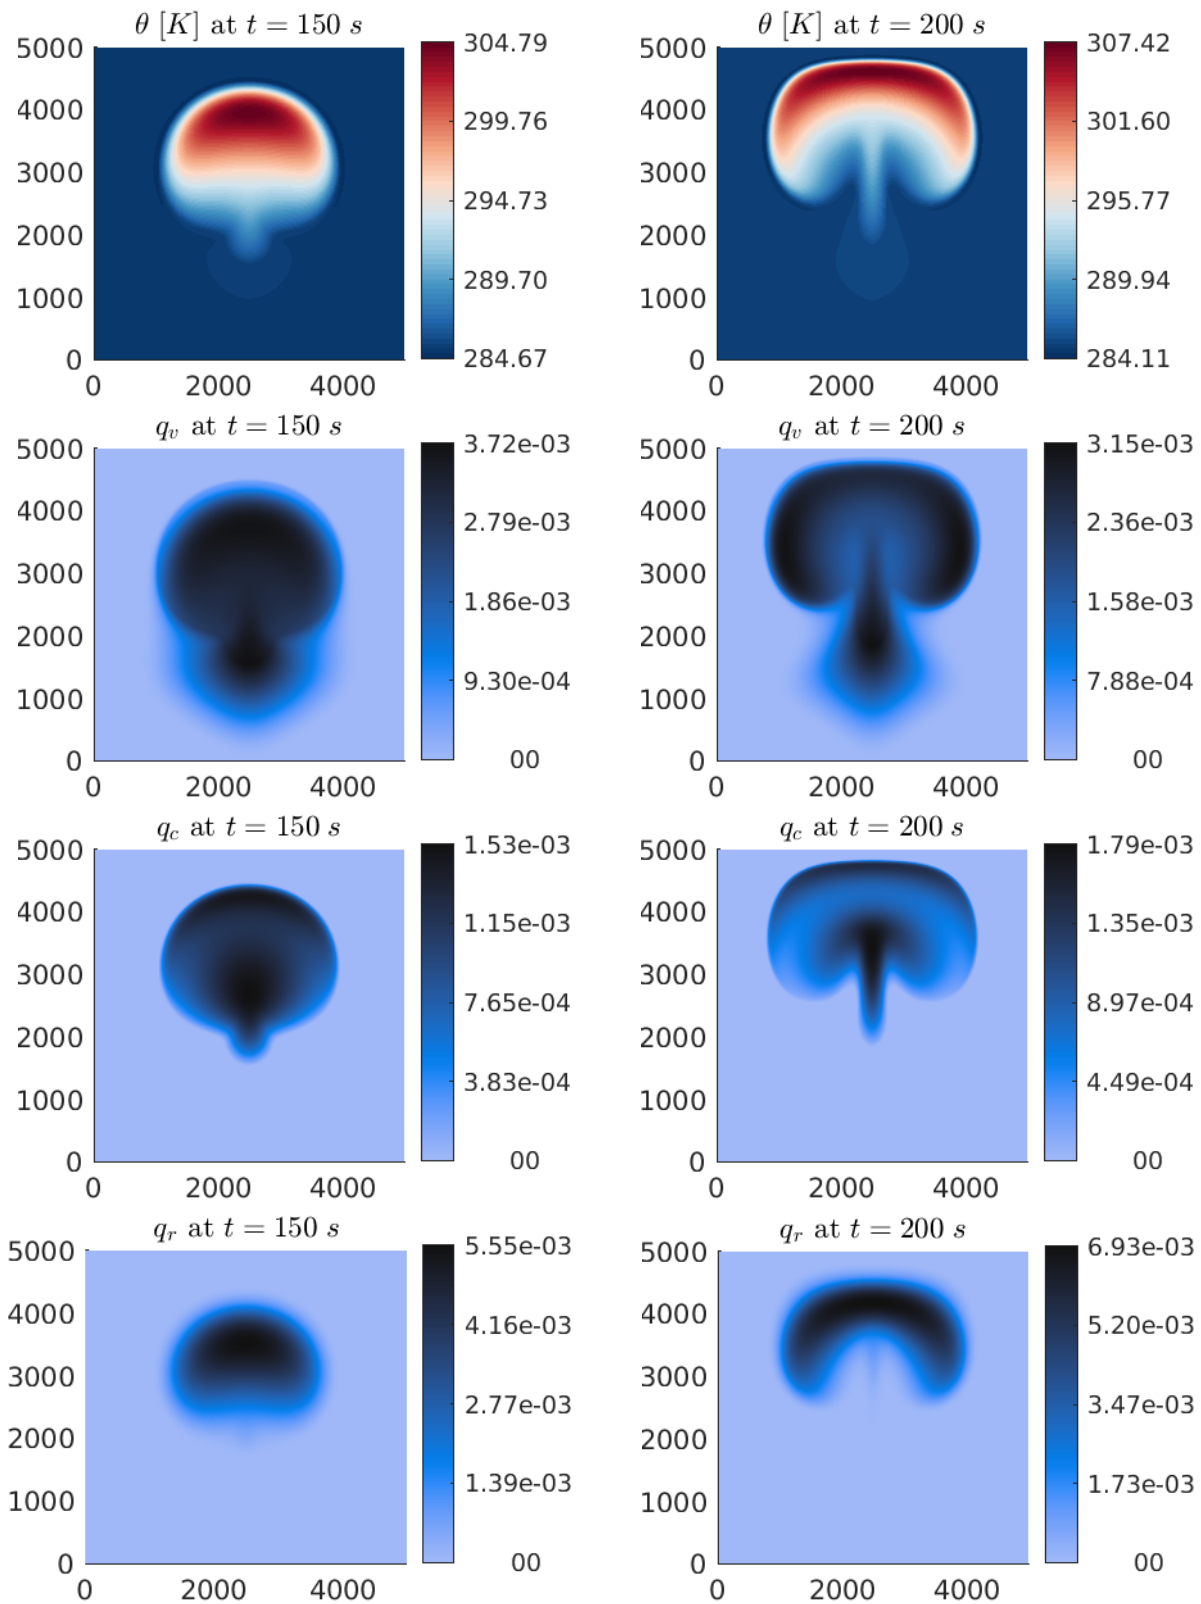 θ [K] at t = 150 s
θ [K] at t = 200 s
5000
4000
3000
2000
1000
0
0 2000 4000
304.79
299.76
294.73
289.70
284.67
5000
4000
3000
2000
1000
0
0 2000 4000
307.42
301.60
295.77
289.94
284.11
q_v at t = 150 s
q_v at t = 200 s
5000
4000
3000
2000
1000
0
0 2000 4000
3.72e-03
2.79e-03
1.86e-03
9.30e-04
00
5000
4000
3000
2000
1000
0
0 2000 4000
3.15e-03
2.36e-03
1.58e-03
7.88e-04
00
q_c at t = 150 s
q_c at t = 200 s
5000
4000
3000
2000
1000
0
0 2000 4000
1.53e-03
1.15e-03
7.65e-04
3.83e-04
00
5000
4000
3000
2000
1000
0
0 2000 4000
1.79e-03
1.35e-03
8.97e-04
4.49e-04
00
q_r at t = 150 s
q_r at t = 200 s
5000
4000
3000
2000
1000
0
0 2000 4000
5.55e-03
4.16e-03
2.77e-03
1.39e-03
00
5000
4000
3000
2000
1000
0
0 2000 4000
6.93e-03
5.20e-03
3.47e-03
1.73e-03
00